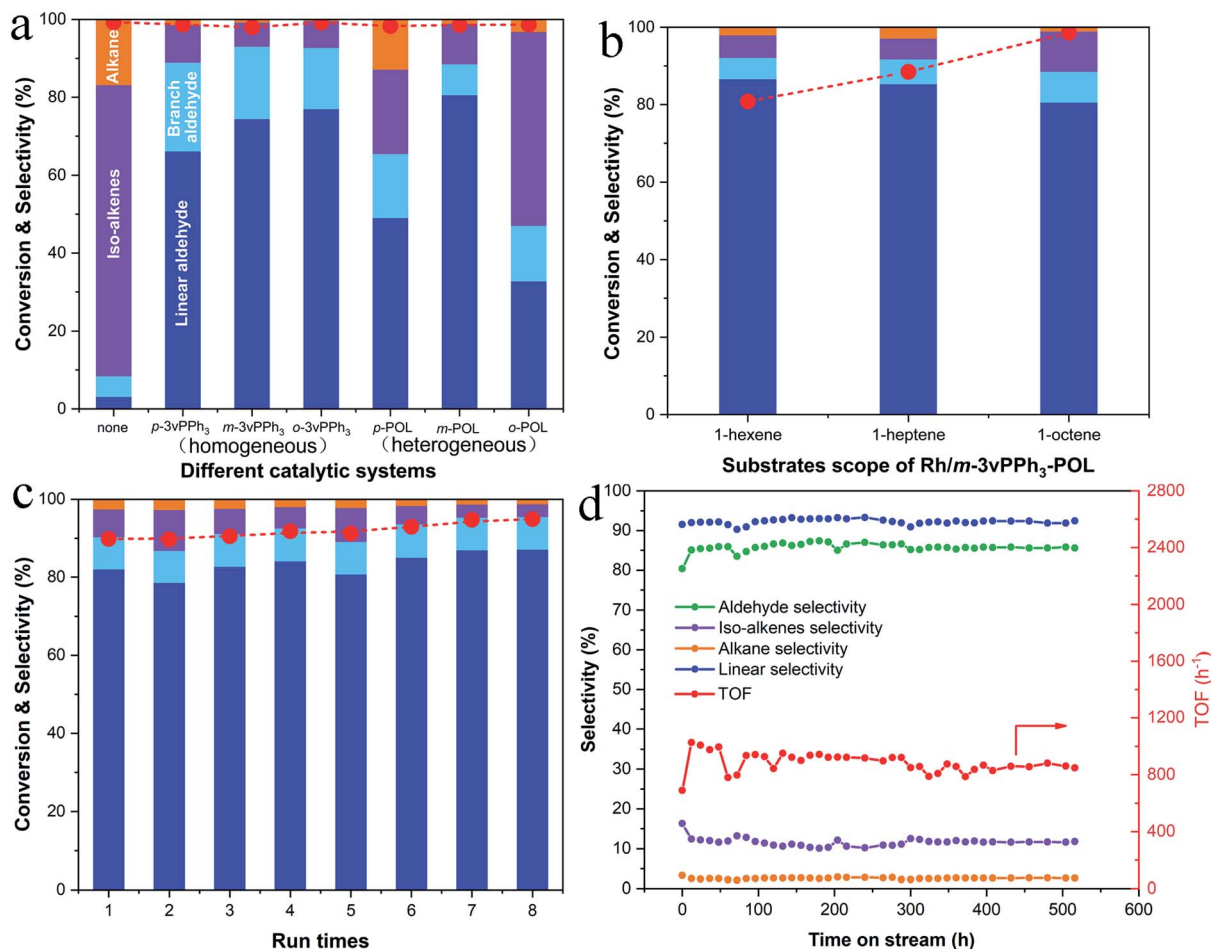 a
Conversion & Selectivity (%)
100
80
60
40
20
0
Alkane
Iso-alkenes
Branch
aldehyde
Linear aldehyde
none
p-3vPPh3
m-3vPPh3
o-3vPPh3
p-POL
m-POL
o-POL
(homogeneous)
(heterogeneous)
Different catalytic systems
b
Conversion & Selectivity (%)
100
80
60
40
20
0
1-hexene
1-heptene
1-octene
Substrates scope of Rh/m-3vPPh3-POL
c
Conversion & Selectivity (%)
100
80
60
40
20
0
1
2
3
4
5
6
7
8
Run times
d
Selectivity (%)
100
90
80
70
60
50
40
30
20
10
0
Aldehyde selectivity
Iso-alkenes selectivity
Alkane selectivity
Linear selectivity
TOF
2800
2400
2000
1600
1200
800
400
0
TOF (h-1)
0
100
200
300
400
500
600
Time on stream (h)